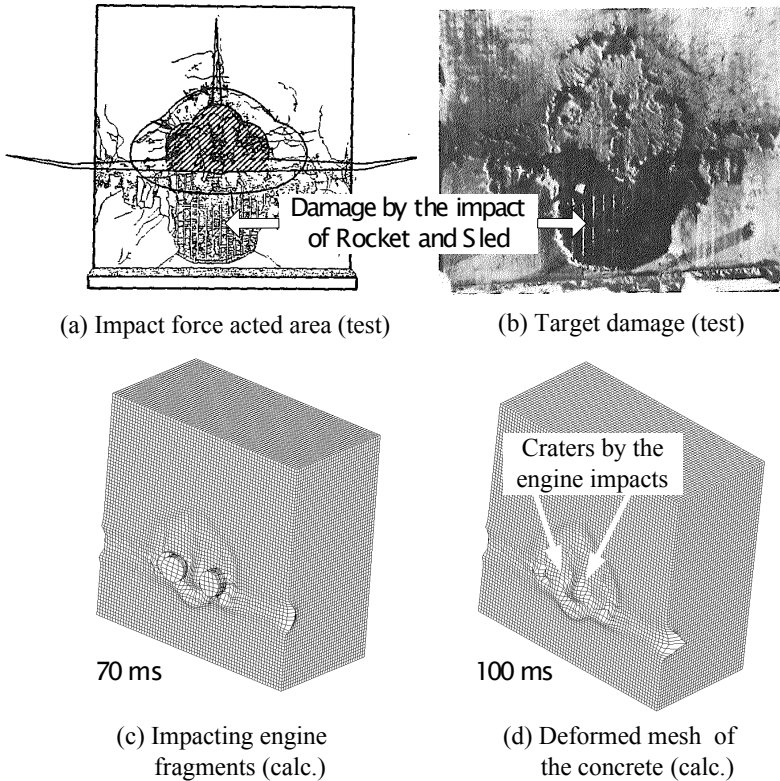 Damage by the impact
of Rocket and Sled
(a) Impact force acted area (test)
(b) Target damage (test)
Craters by the
engine impacts
70 ms
100 ms
(c) Impacting engine
fragments (calc.)
(d) Deformed mesh of
the concrete (calc.)